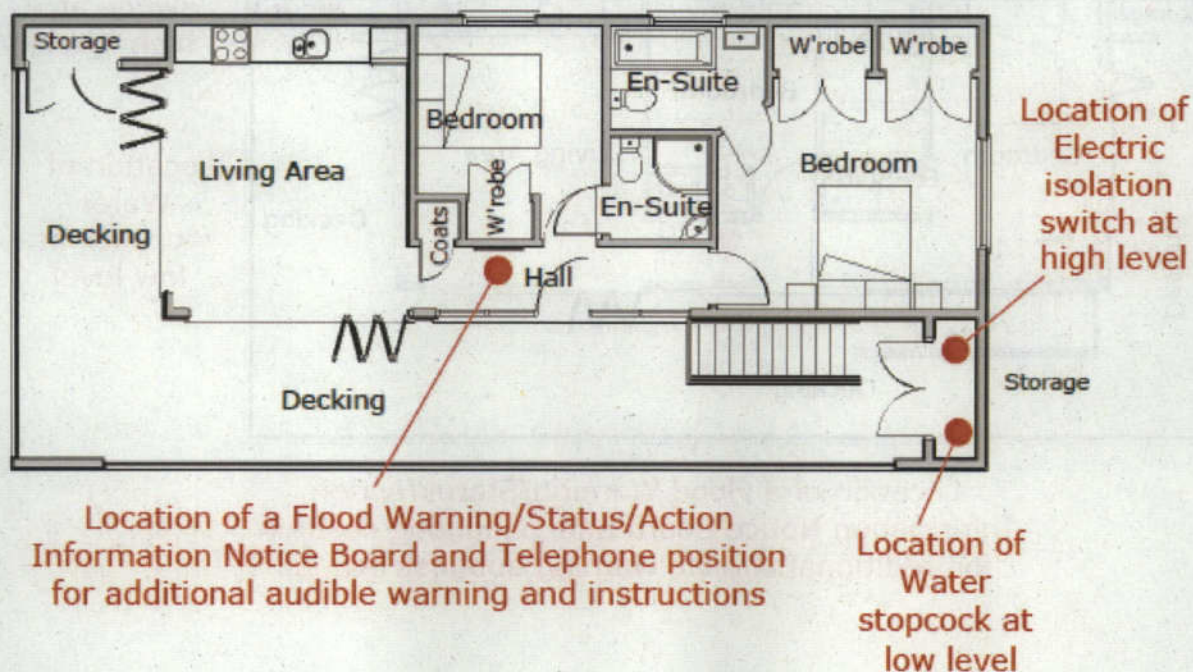 Storage
W'robe
W'robe
En-Suite
Bedroom
Living Area
Bedroom
Decking
Coats
W'robe
En-Suite
Hall
Decking
Storage
Location of
Electric
isolation
switch at
high level
Location of a Flood Warning/Status/Action
Information Notice Board and Telephone position
for additional audible warning and instructions
Location of
Water
stopcock at
low level